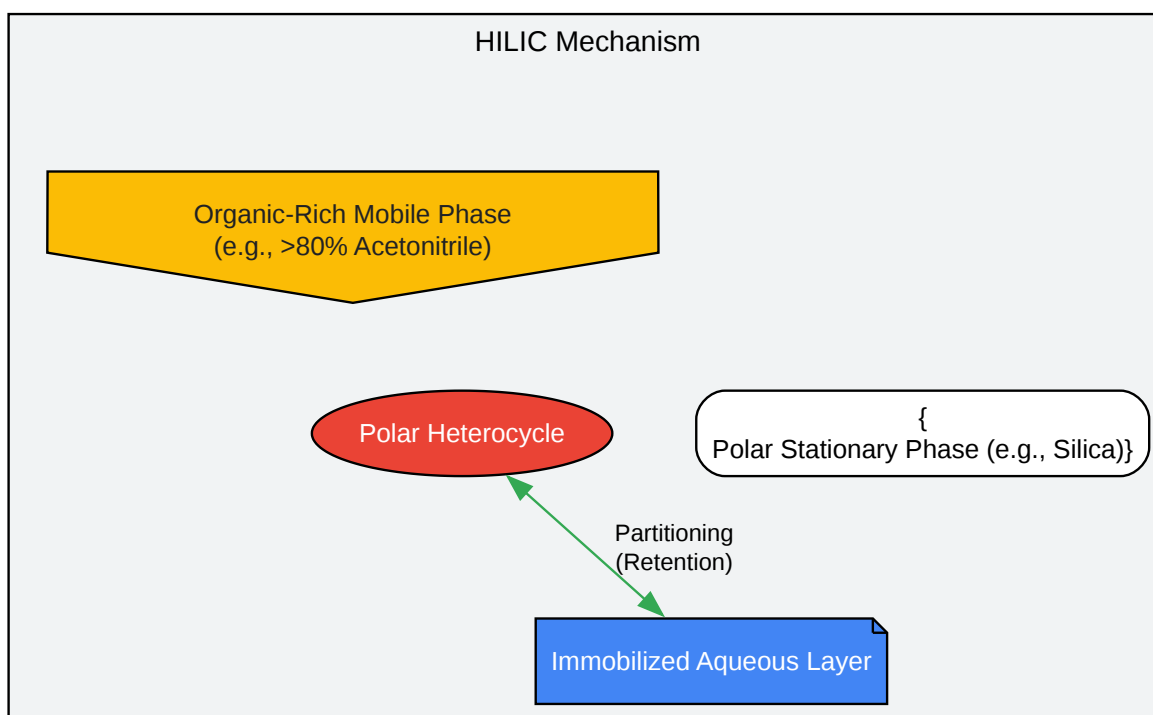 HILIC Mechanism
Organic-Rich Mobile Phase
(e.g., >80% Acetonitrile)
Polar Heterocycle
{
Polar Stationary Phase (e.g., Silica)}
Partitioning
(Retention)
Immobilized Aqueous Layer